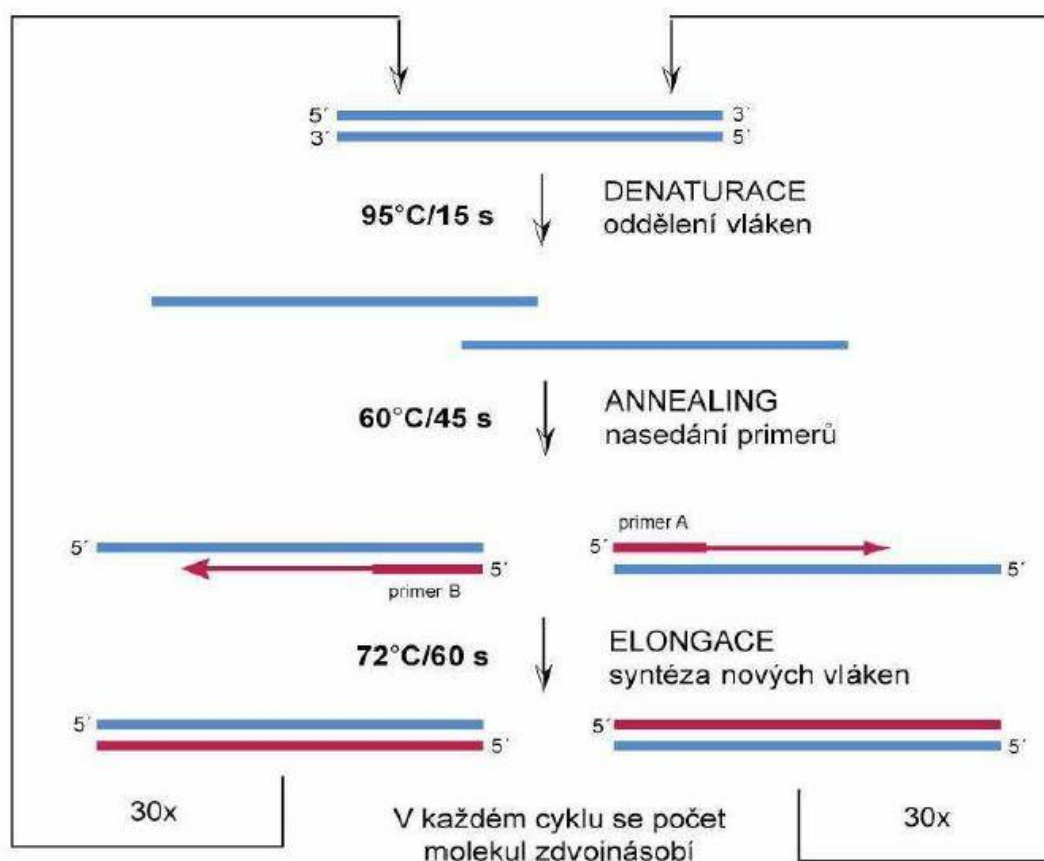 5´ 3´
3´ 5´
95°C/15 s
DENATURACE
oddělení vláken
60°C/45 s
ANNEALING
nasedání primerů
primer A
5´ 5´
5´ 5´
primer B
72°C/60 s
ELONGACE
syntéza nových vláken
5´ 5´
5´ 5´
30x
V každém cyklu se počet
molekul zdvojnásobí
30x